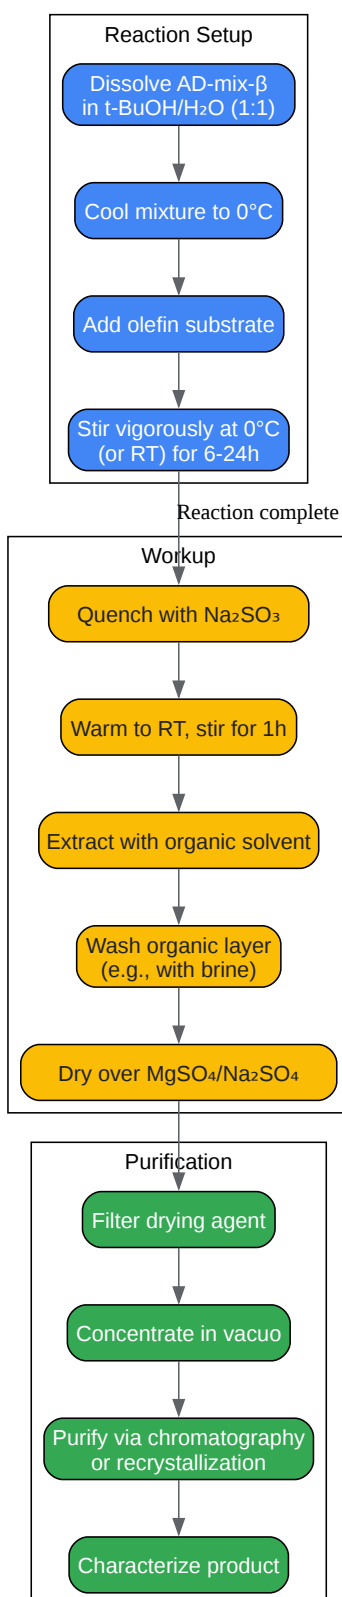 Reaction Setup
Dissolve AD-mix-β
in t-BuOH/H₂O (1:1)
Cool mixture to 0°C
Add olefin substrate
Stir vigorously at 0°C
(or RT) for 6-24h
Reaction complete
Workup
Quench with Na₂SO₃
Warm to RT, stir for 1h
Extract with organic solvent
Wash organic layer
(e.g., with brine)
Dry over MgSO₄/Na₂SO₄
Purification
Filter drying agent
Concentrate in vacuo
Purify via chromatography
or recrystallization
Characterize product